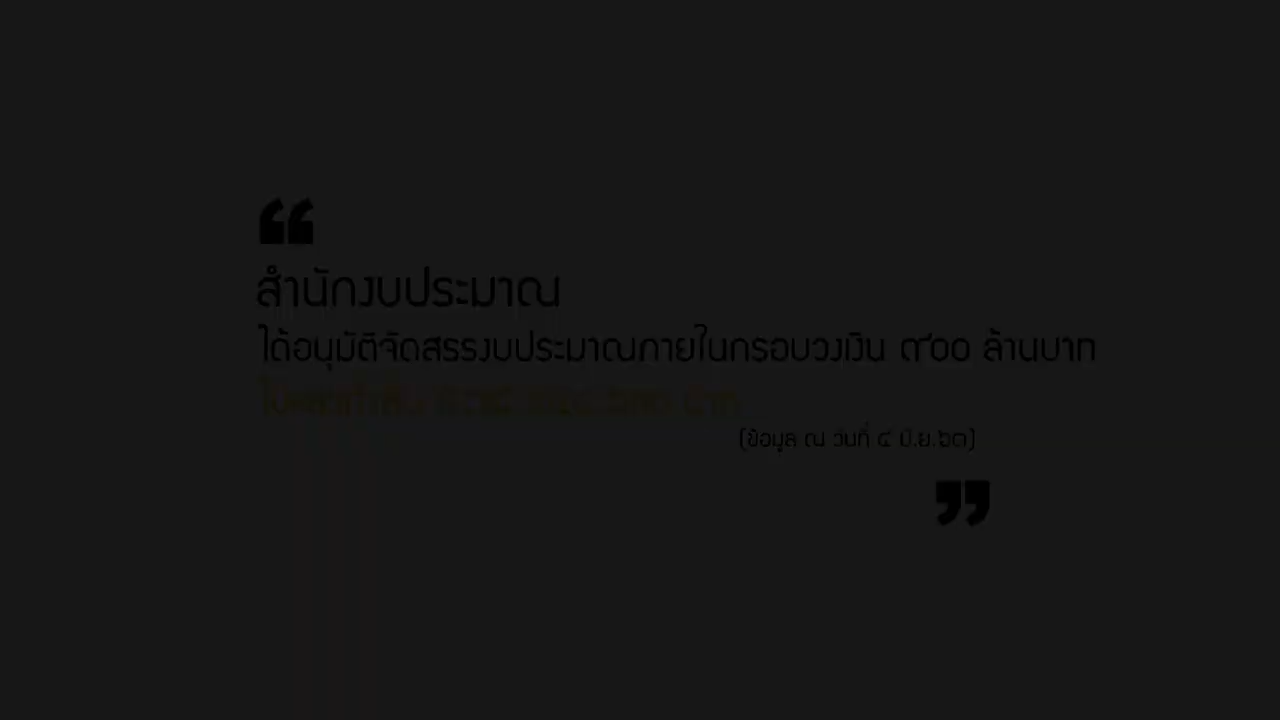 “
สำนักงบประมาณ
ได้อนุมัติจัดสรรงบประมาณภายในกรอบวงเงิน ๙๐๐ ล้านบาท
(ข้อมูล ณ วันที่ ๔ มิ.ย.๖๓)
”